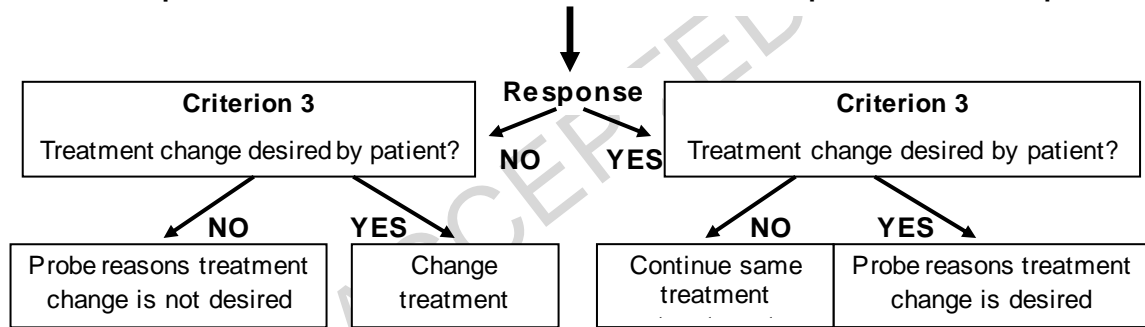 Response
Criterion 3
Treatment change desired by patient?
NO
YES
Criterion 3
Treatment change desired by patient?
NO
YES
Probe reasons treatment
change is not desired
Change
treatment
NO
YES
Continue same
treatment
Probe reasons treatment
change is desired
ACCEPTED